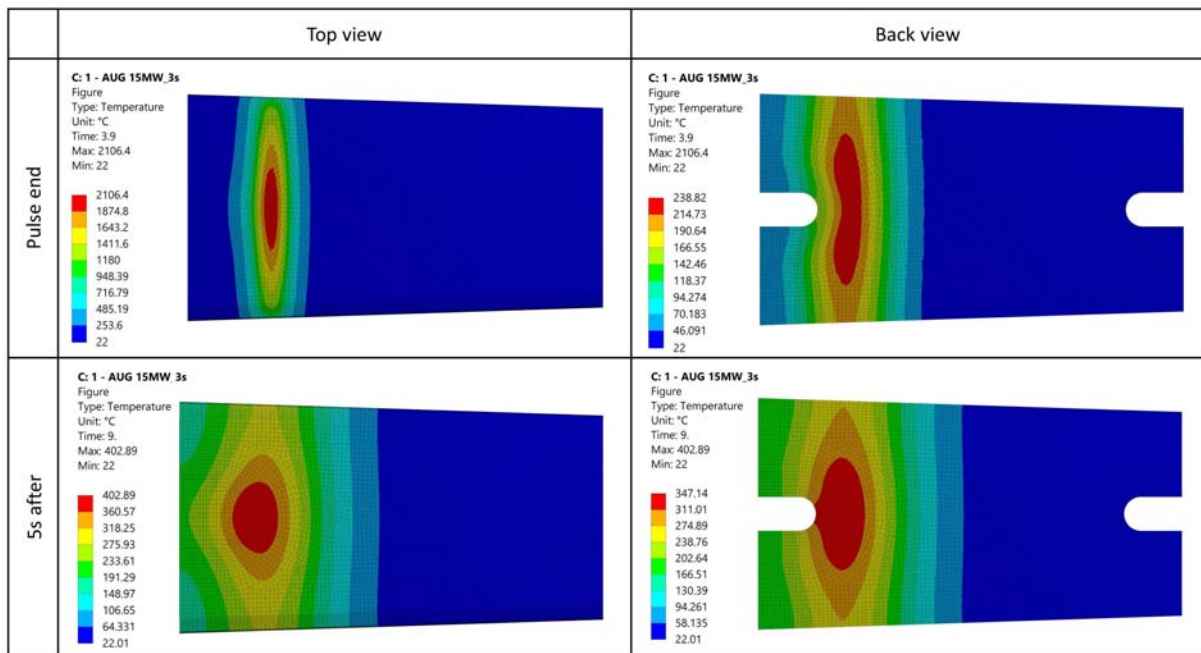 Top view
Back view
Pulse end
C: 1 - AUG 15MW_3s
Figure
Type: Temperature
Unit: °C
Time: 3.9
Max: 2106.4
Min: 22
2106.4
1874.8
1643.2
1411.6
1180
948.39
716.79
485.19
253.6
22
C: 1 - AUG 15MW_3s
Figure
Type: Temperature
Unit: °C
Time: 3.9
Max: 2106.4
Min: 22
238.82
214.73
190.64
166.55
142.46
118.37
94.274
70.183
46.091
22
5s after
C: 1 - AUG 15MW_3s
Figure
Type: Temperature
Unit: °C
Time: 9.
Max: 402.89
Min: 22
402.89
360.57
318.25
275.93
233.61
191.29
148.97
106.65
64.331
22.01
C: 1 - AUG 15MW_3s
Figure
Type: Temperature
Unit: °C
Time: 9.
Max: 402.89
Min: 22
347.14
311.01
274.89
238.76
202.64
166.51
130.39
94.261
58.135
22.01